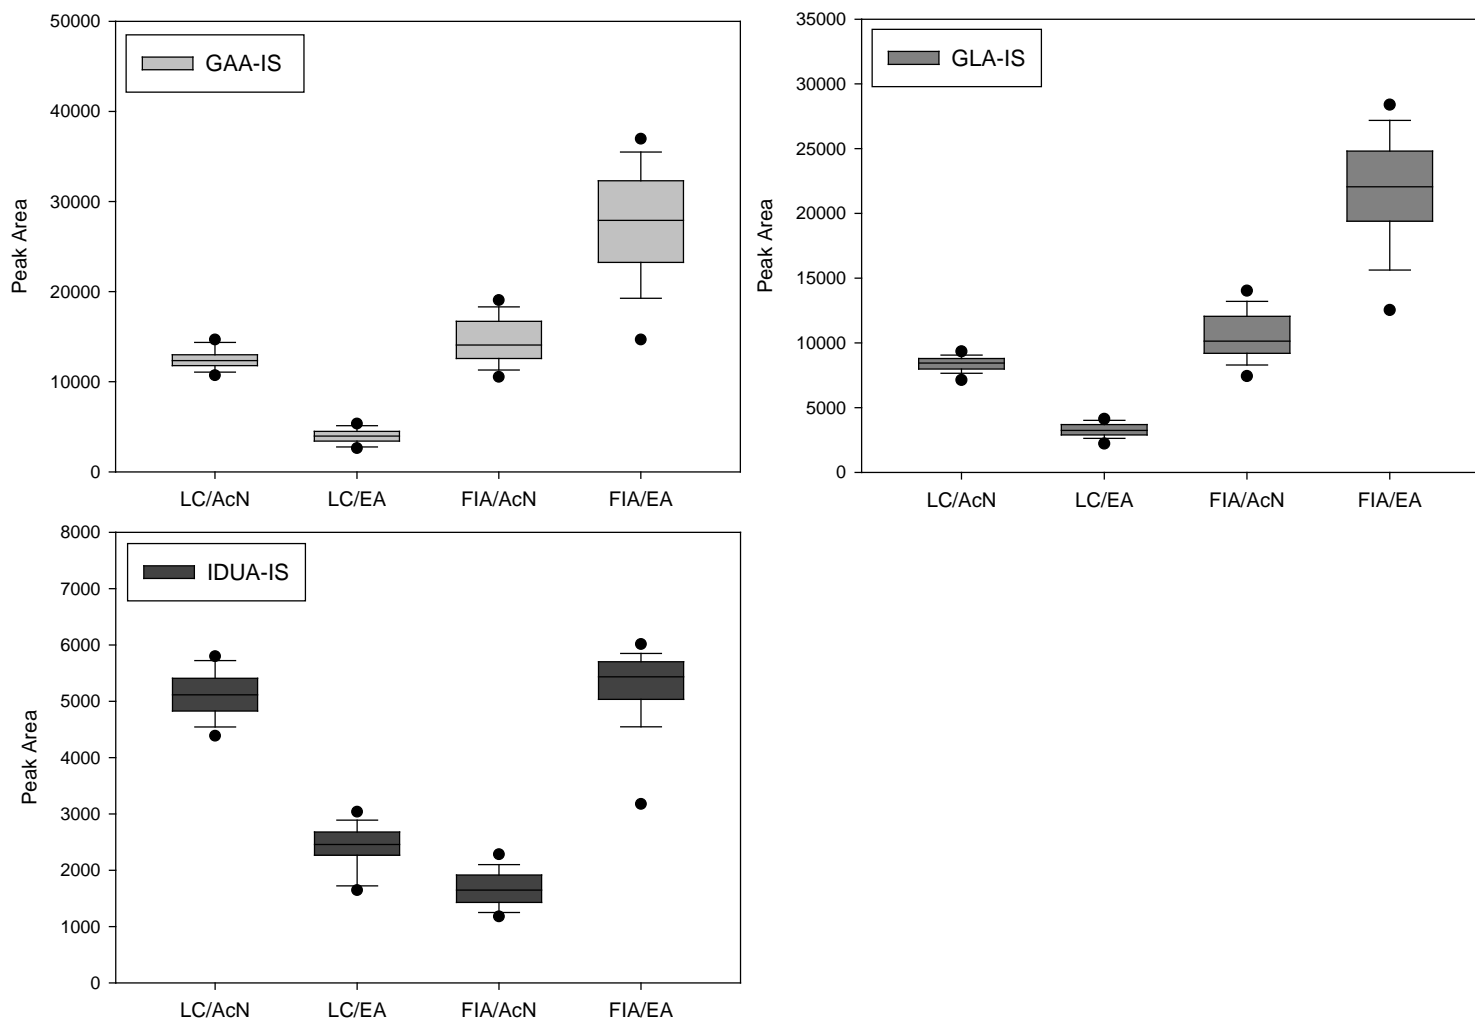 GAA-IS
Peak Area
50000
40000
30000
20000
10000
0
LC/AcN LC/EA FIA/AcN FIA/EA
GLA-IS
Peak Area
35000
30000
25000
20000
15000
10000
5000
0
LC/AcN LC/EA FIA/AcN FIA/EA
IDUA-IS
Peak Area
8000
7000
6000
5000
4000
3000
2000
1000
0
LC/AcN LC/EA FIA/AcN FIA/EA